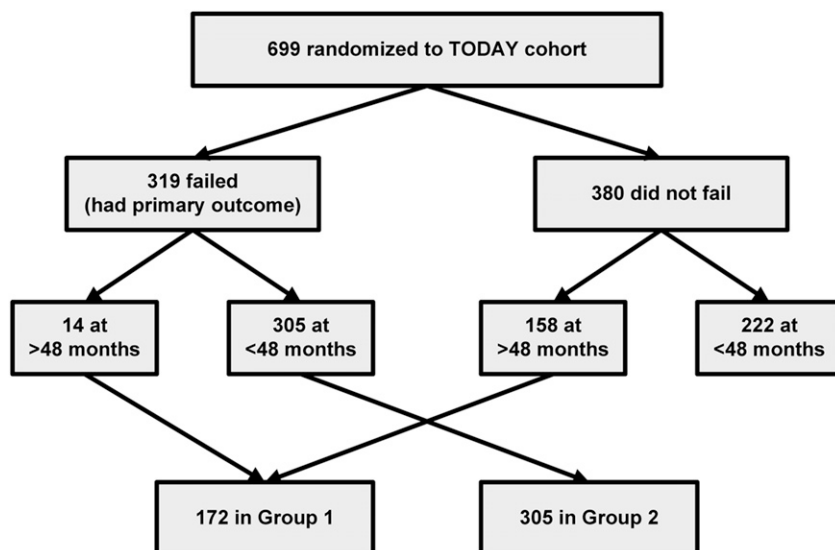 699 randomized to TODAY cohort
319 failed
(had primary outcome)
380 did not fail
14 at
>48 months
305 at
<48 months
158 at
>48 months
222 at
<48 months
172 in Group 1
305 in Group 2